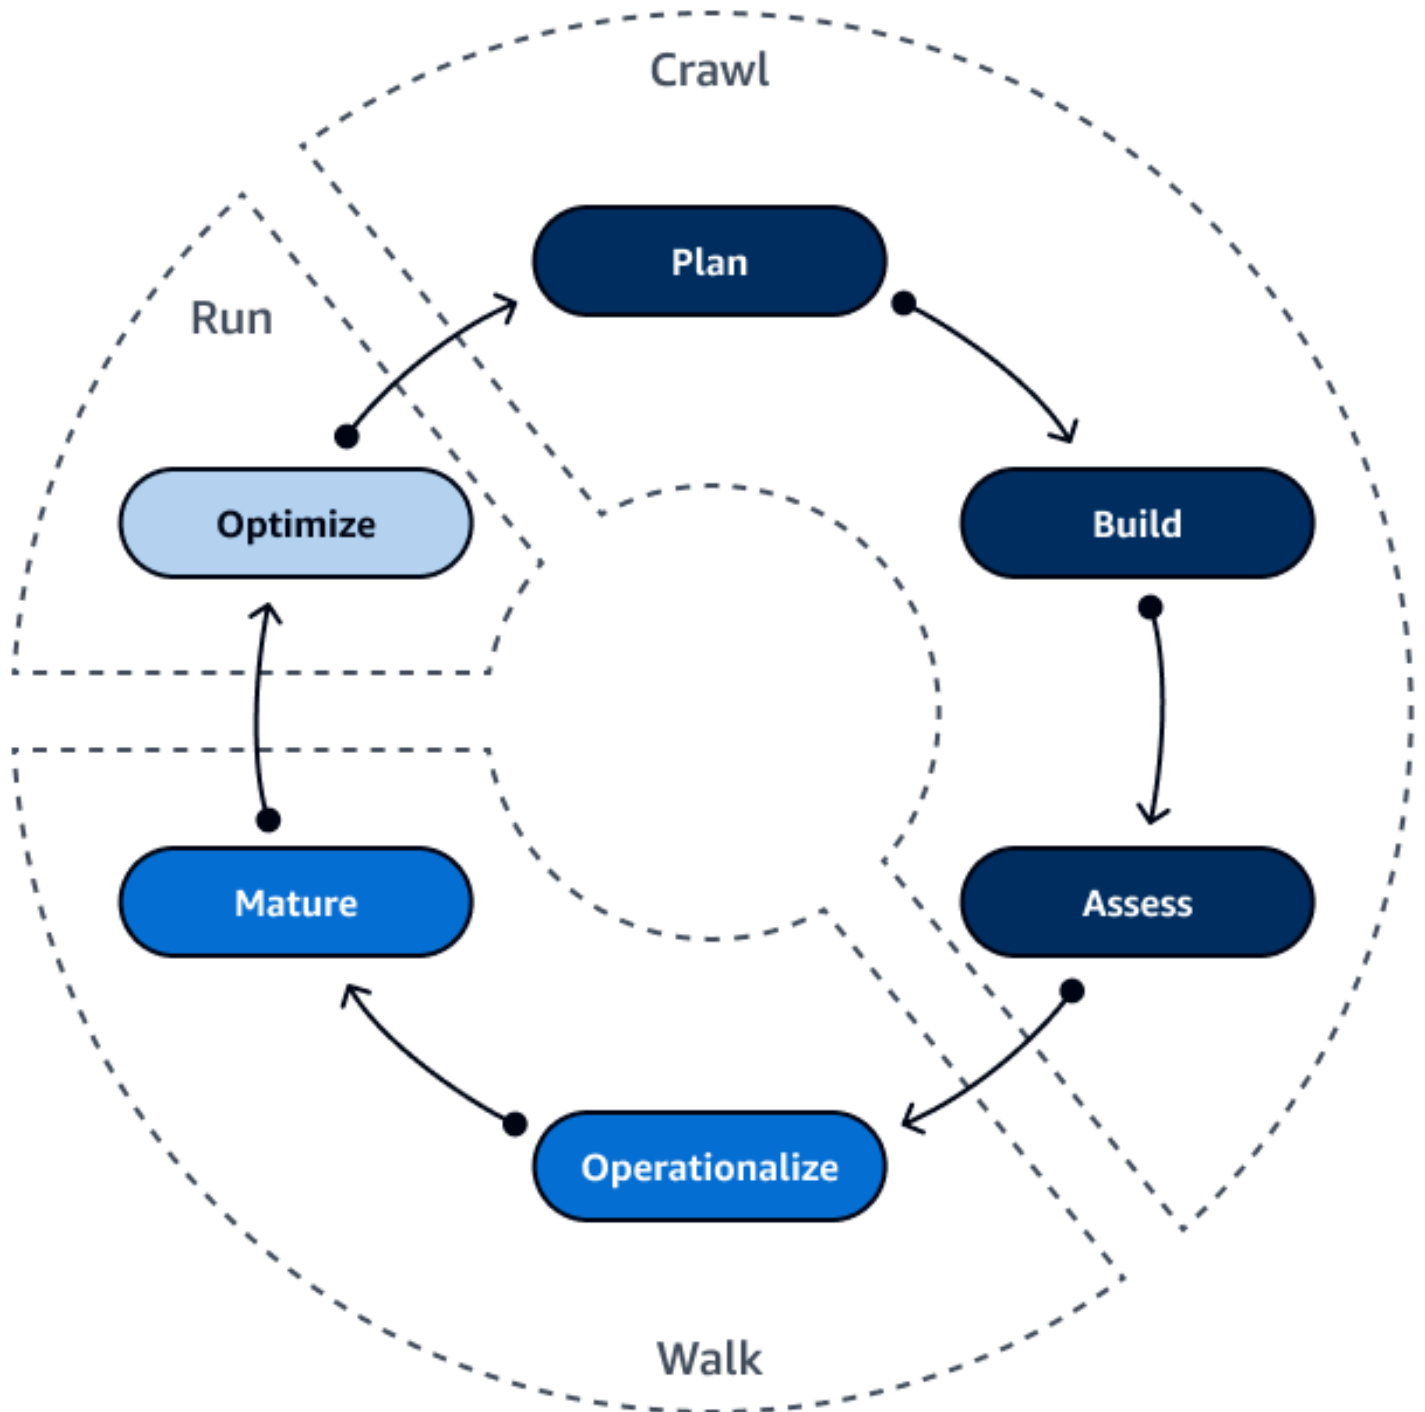 Crawl
Plan
Run
Optimize
Build
Mature
Assess
Operationalize
Walk